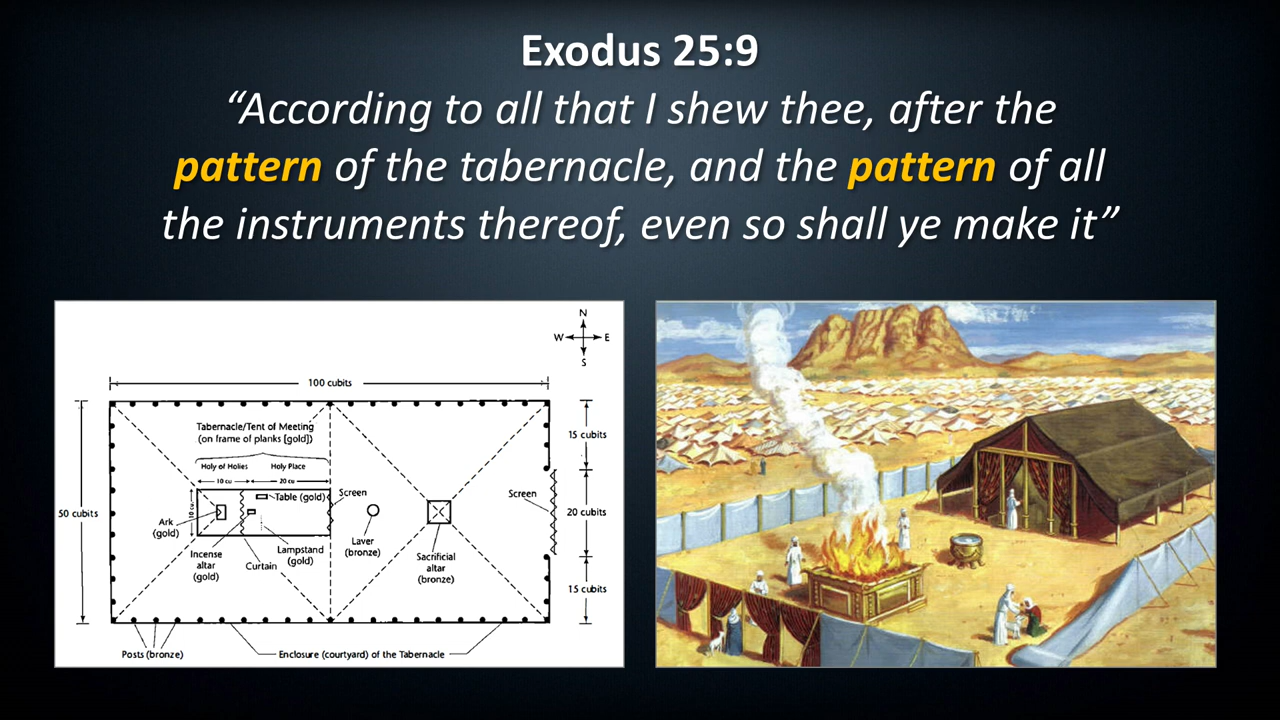 Exodus 25:9
“According to all that I shew thee, after the
pattern of the tabernacle, and the pattern of all
the instruments thereof, even so shall ye make it”
N
W E
S
100 cubits
Tabernacle/Tent of Meeting
(on frame of planks [gold])
15 cubits
Holy of Holies Holy Place
10 cu 20 cu
Table (gold)
Screen
Screen
10 cu
50 cubits
20 cubits
Ark
(gold)
Incense
altar
(gold)
Curtain
Lampstand
(gold)
Laver
(bronze)
Sacrificial
altar
(bronze)
15 cubits
Posts (bronze)
Enclosure (courtyard) of the Tabernacle